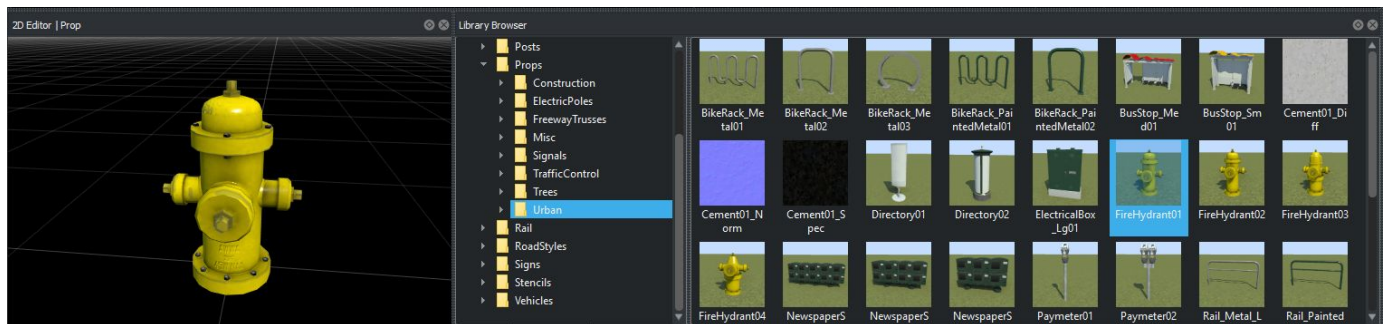 2D Editor | Prop
Library Browser
Posts
Props
Construction
ElectricPoles
FreewayTrusses
Misc
Signals
TrafficControl
Trees
Urban
Rail
RoadStyles
Signs
Stencils
Vehicles
BikeRack_Me
tal01
BikeRack_Me
tal02
BikeRack_Me
tal03
BikeRack_Pai
ntedMetal01
BikeRack_Pai
ntedMetal02
BusStop_Me
d01
BusStop_Sm
01
Cement01_Di
ff
Cement01_N
orm
Cement01_S
pec
Directory01
Directory02
ElectricalBox
_Lg01
FireHydrant01
FireHydrant02
FireHydrant03
FireHydrant04
NewspaperS
NewspaperS
NewspaperS
Paymeter01
Paymeter02
Rail_Metal_L
Rail_Painted